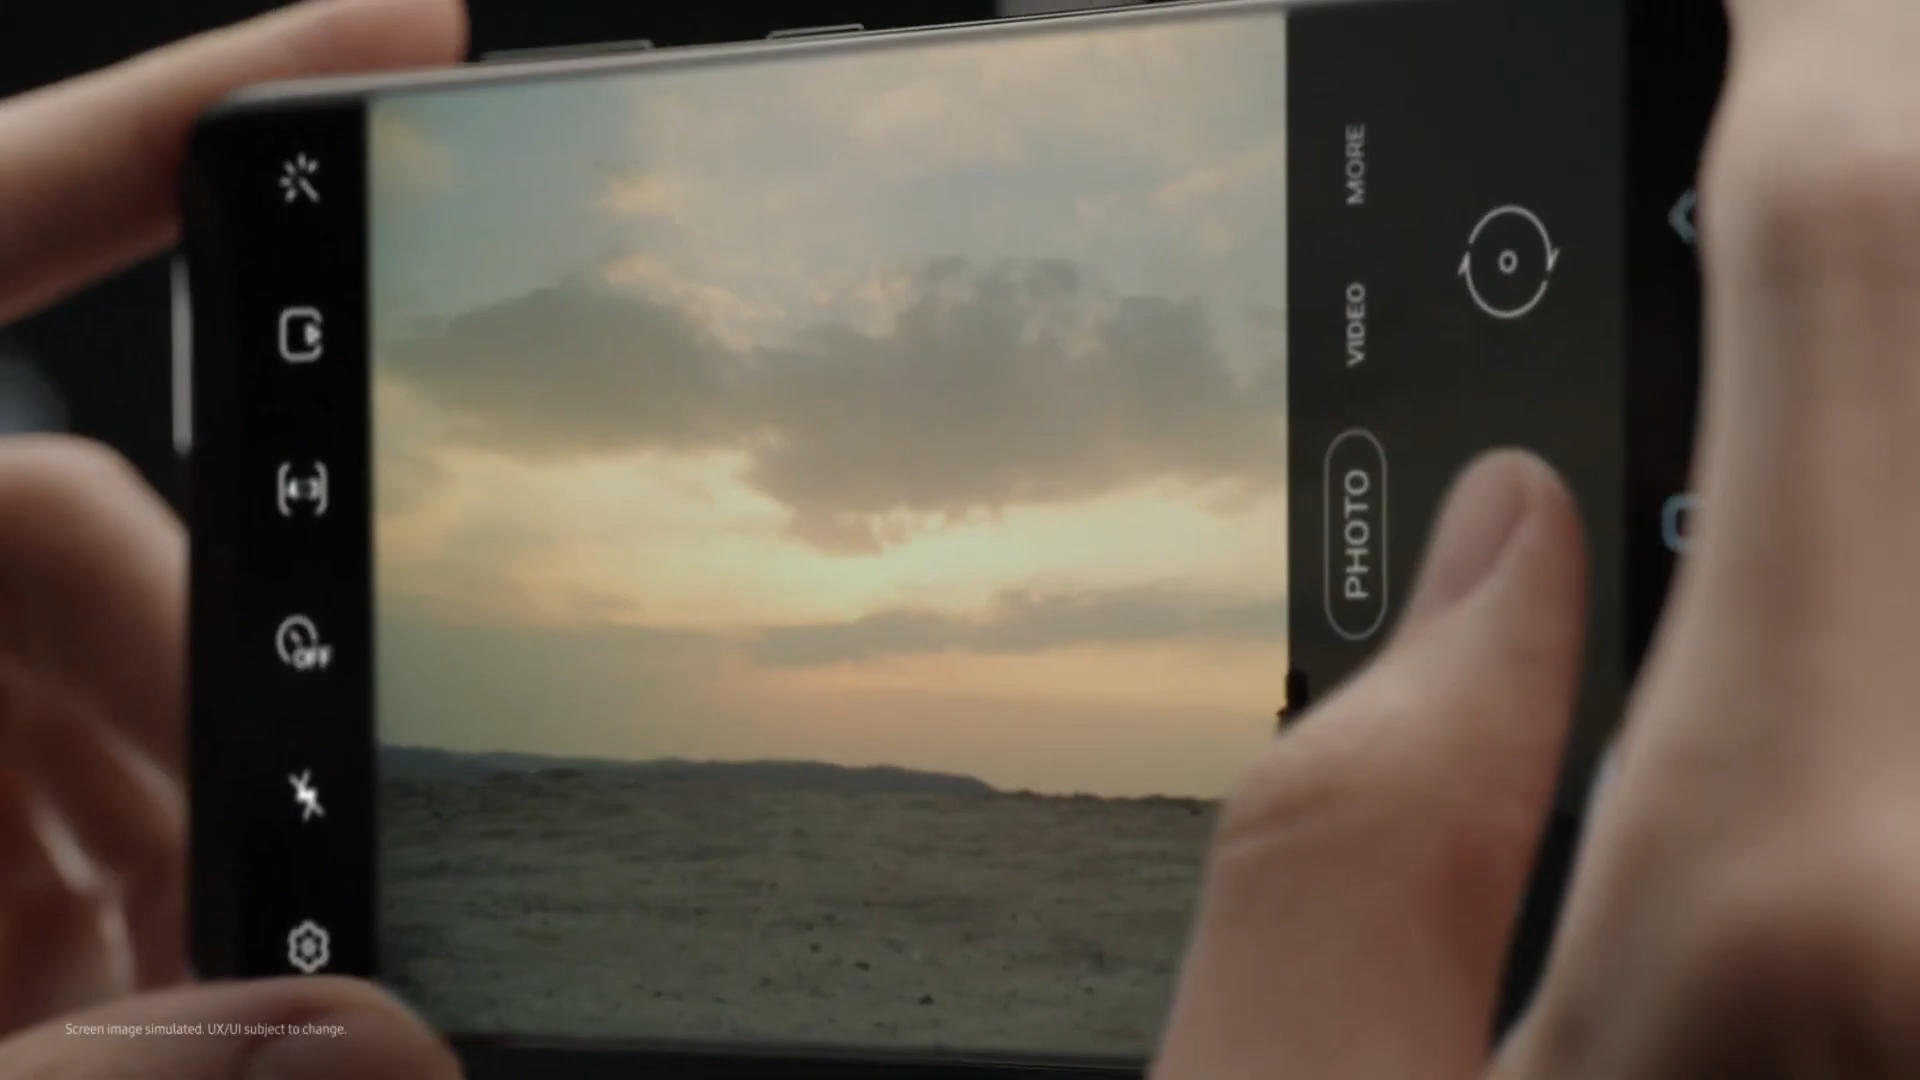 MORE
VIDEO
PHOTO
OFF
Screen image simulated. UX/UI subject to change.